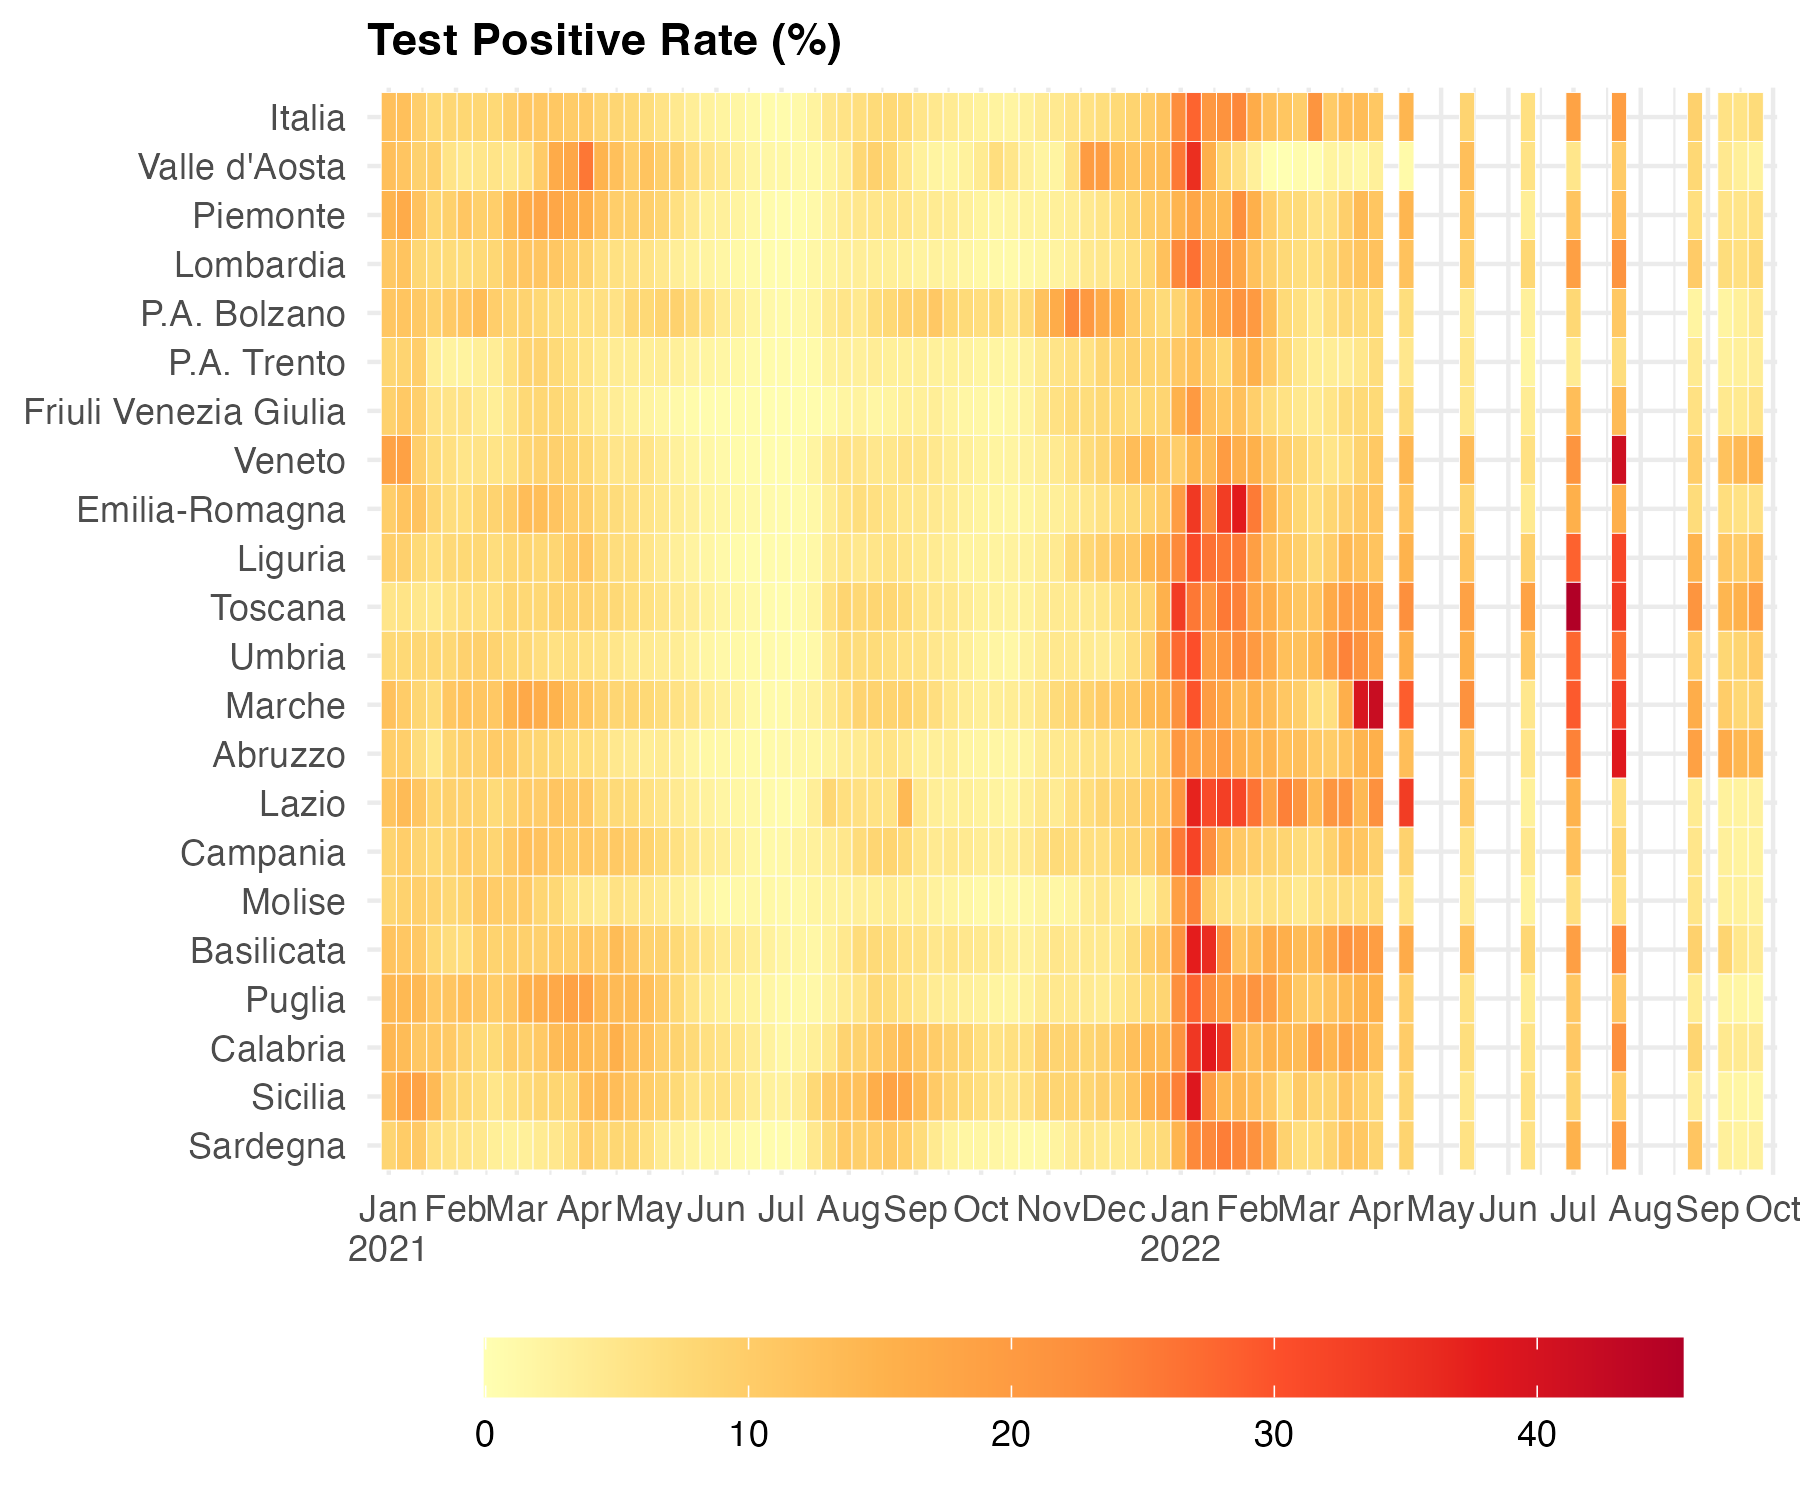 Test Positive Rate (%)
Italia
Valle d'Aosta
Piemonte
Lombardia
P.A. Bolzano
P.A. Trento
Friuli Venezia Giulia
Veneto
Emilia-Romagna
Liguria
Toscana
Umbria
Marche
Abruzzo
Lazio
Campania
Molise
Basilicata
Puglia
Calabria
Sicilia
Sardegna
Jan Feb Mar Apr May Jun Jul Aug Sep Oct Nov Dec Jan Feb Mar Apr May Jun Jul Aug Sep Oct
2021 2022
0 10 20 30 40